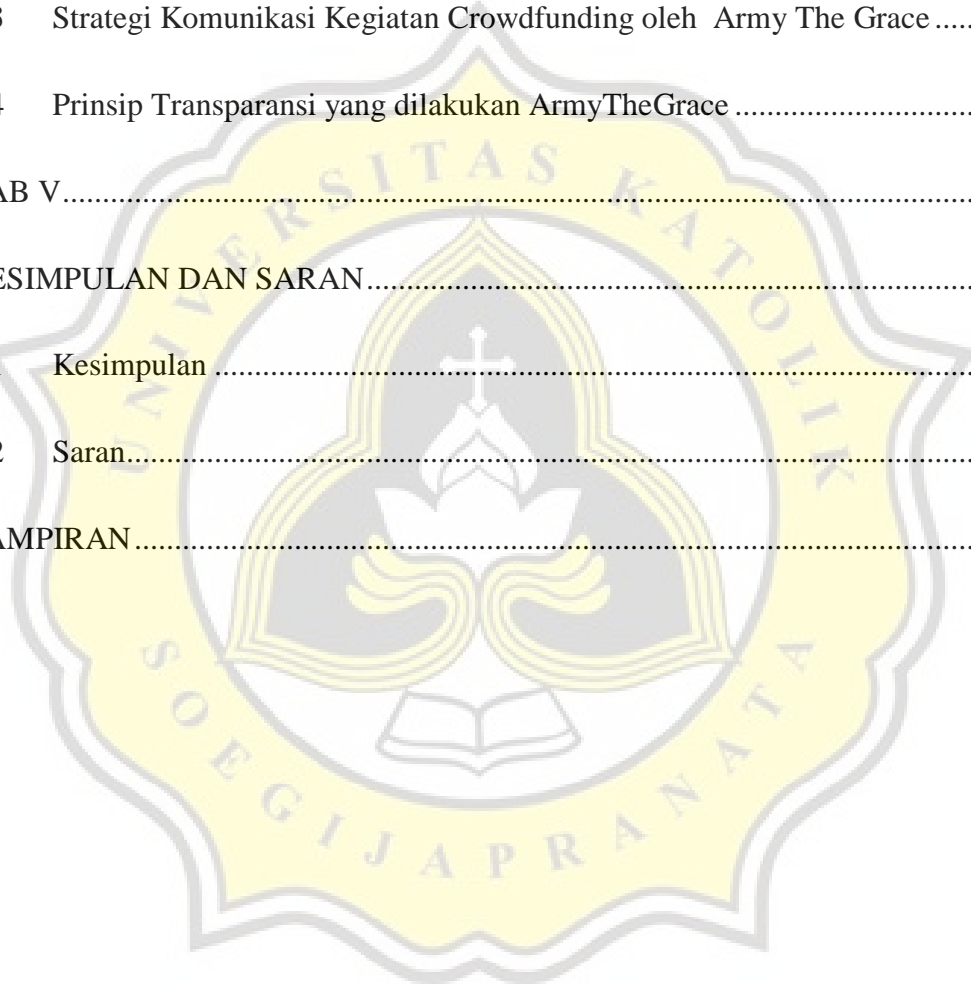 3 Strategi Komunikasi Kegiatan Crowdfunding oleh Army The Grace.....
4 Prinsip Transparansi yang dilakukan ArmyTheGrace..............................
AB V....................................................................................................................
ESIMPULAN DAN SARAN.............................................................................
Kesimpulan................................................................................................
2 Saran...........................................................................................................
AMPIRAN...........................................................................................................
UNIVERSITAS KATOLIK
SOEGIJAPRANATA